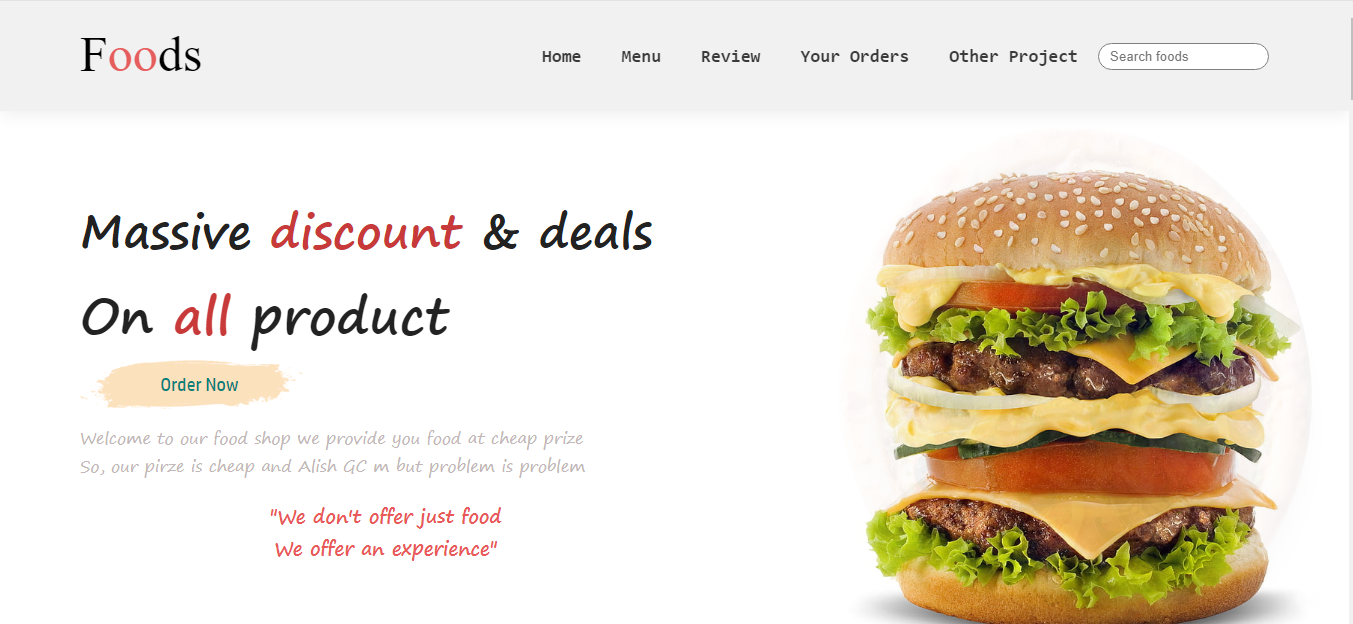 Foods
Home Menu Review Your Orders Other Project Search foods
Massive discount & deals
On all product
Order Now
Welcome to our food shop we provide you food at cheap prize
So, our pirze is cheap and Alish GC m but problem is problem
"We don't offer just food
We offer an experience"